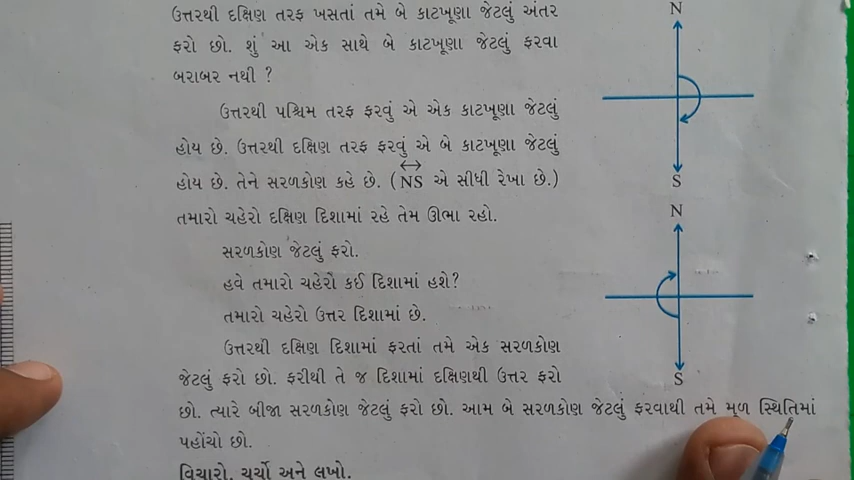 ઉત્તરથી દક્ષિણ તરફ ખસતાં તમે બે કાટખૂણા જેટલું અંતર
ફરો છો. શું આ એક સાથે બે કાટખૂણા જેટલું ફરવા
બરાબર નથી ?
ઉત્તરથી પશ્ચિમ તરફ ફરવું એ એક કાટખૂણા જેટલું
હોય છે. ઉત્તરથી દક્ષિણ તરફ ફરવું એ બે કાટખૂણા જેટલું
હોય છે. તેને સરળકોણ કહે છે. (NS એ સીધી રેખા છે.)
તમારો ચહેરો દક્ષિણ દિશામાં રહે તેમ ઊભા રહો.
સરળકોણ જેટલું ફરો.
હવે તમારો ચહેરો કઈ દિશામાં હશે?
તમારો ચહેરો ઉત્તર દિશામાં છે.
ઉત્તરથી દક્ષિણ દિશામાં ફરતાં તમે એક સરળકોણ
જેટલું ફરો છો. ફરીથી તે જ દિશામાં દક્ષિણથી ઉત્તર ફરો
છો. ત્યારે બીજા સરળકોણ જેટલું ફરો છો. આમ બે સરળકોણ જેટલું ફરવાથી તમે મૂળ સ્થિતિમાં
પહોંચો છો.
વિચારો, ચર્ચો અને લખો.
N
S
N
S